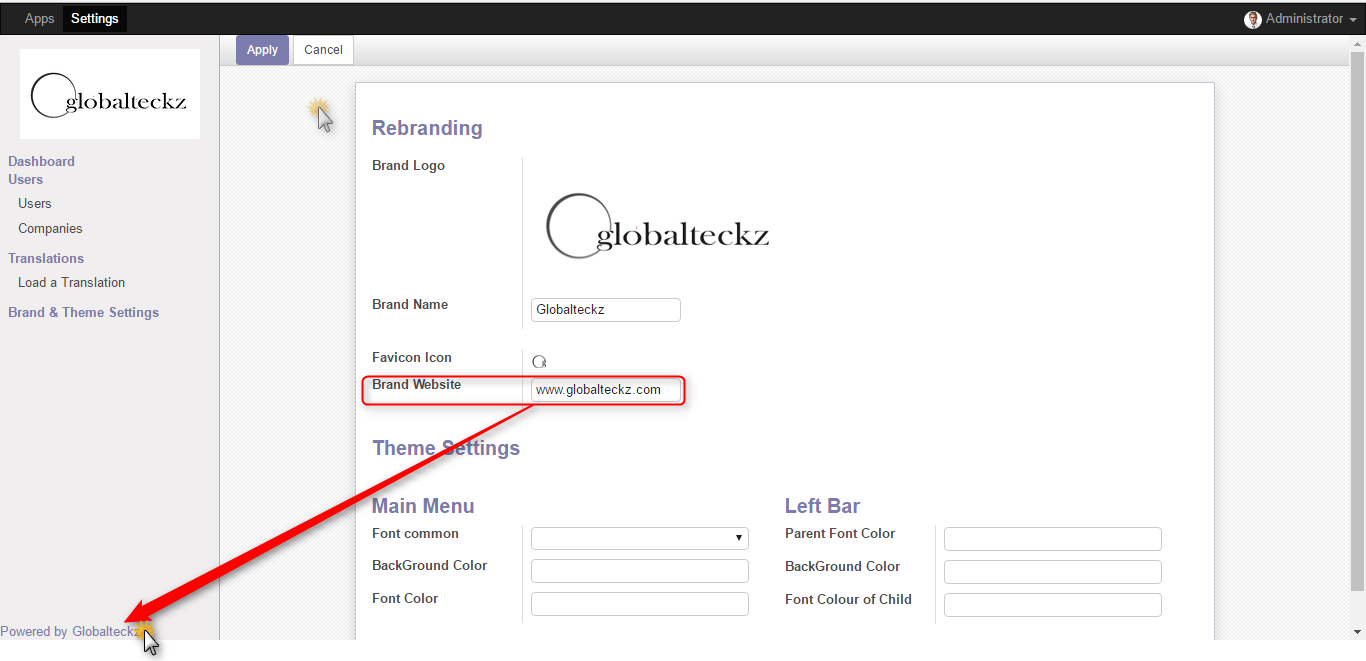 Apps Settings Administrator
Apply Cancel
globalteckz
Dashboard
Users
Users
Companies
Translations
Load a Translation
Brand & Theme Settings
Powered by Globalteckz
Rebranding
Brand Logo
globalteckz
Brand Name Globalteckz
Favicon Icon
Brand Website www.globalteckz.com
Theme Settings
Main Menu
Font common
BackGround Color
Font Color
Left Bar
Parent Font Color
BackGround Color
Font Colour of Child